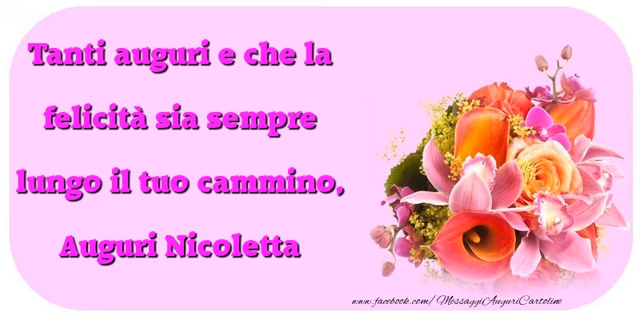 Tanti auguri e che la
felicità sia sempre
lungo il tuo cammino,
Auguri Nicoletta
www.facebook.com/MessaggiAuguriCartoline